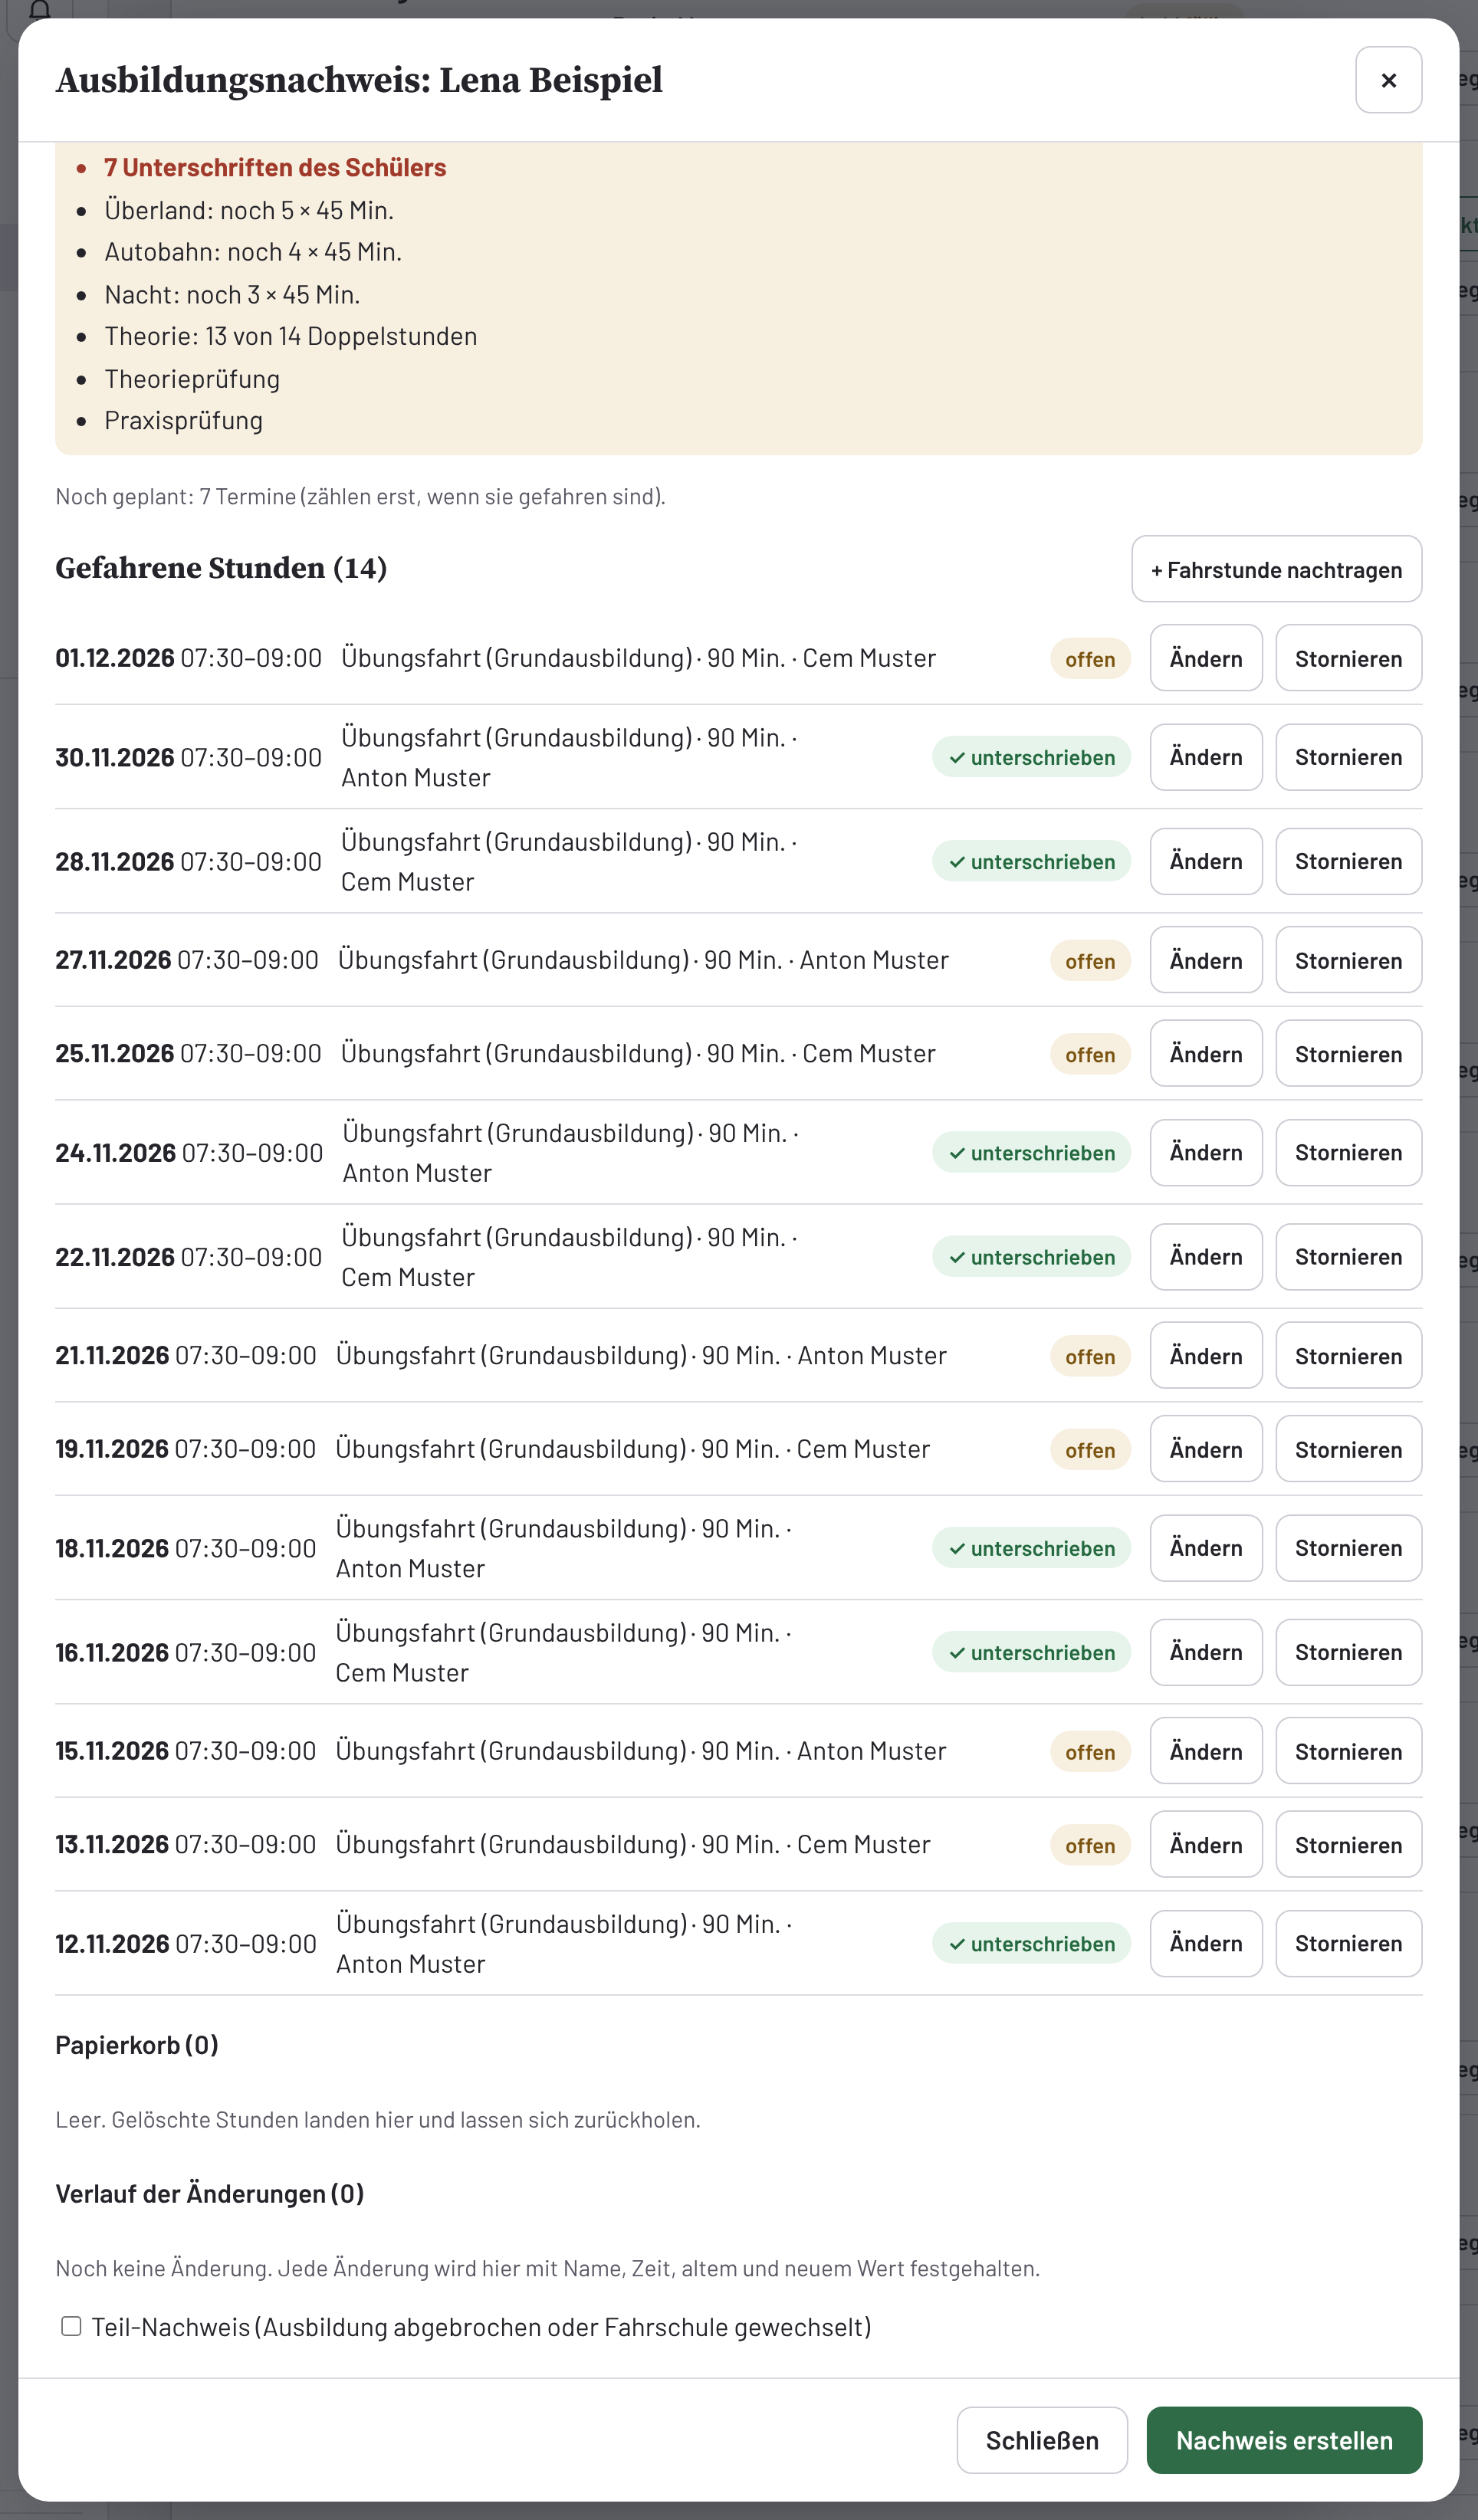 Ausbildungsnachweis: Lena Beispiel
×
• 7 Unterschriften des Schülers
• Überland: noch 5 × 45 Min.
• Autobahn: noch 4 × 45 Min.
• Nacht: noch 3 × 45 Min.
• Theorie: 13 von 14 Doppelstunden
• Theorieprüfung
• Praxisprüfung
Noch geplant: 7 Termine (zählen erst, wenn sie gefahren sind).
Gefahrene Stunden (14)
+ Fahrstunde nachtragen
01.12.2026 07:30–09:00 Übungsfahrt (Grundausbildung) · 90 Min. · Cem Muster offen Ändern Stornieren
30.11.2026 07:30–09:00 Übungsfahrt (Grundausbildung) · 90 Min. ·
Anton Muster ✓ unterschrieben Ändern Stornieren
28.11.2026 07:30–09:00 Übungsfahrt (Grundausbildung) · 90 Min. ·
Cem Muster ✓ unterschrieben Ändern Stornieren
27.11.2026 07:30–09:00 Übungsfahrt (Grundausbildung) · 90 Min. · Anton Muster offen Ändern Stornieren
25.11.2026 07:30–09:00 Übungsfahrt (Grundausbildung) · 90 Min. · Cem Muster offen Ändern Stornieren
24.11.2026 07:30–09:00 Übungsfahrt (Grundausbildung) · 90 Min. ·
Anton Muster ✓ unterschrieben Ändern Stornieren
22.11.2026 07:30–09:00 Übungsfahrt (Grundausbildung) · 90 Min. ·
Cem Muster ✓ unterschrieben Ändern Stornieren
21.11.2026 07:30–09:00 Übungsfahrt (Grundausbildung) · 90 Min. · Anton Muster offen Ändern Stornieren
19.11.2026 07:30–09:00 Übungsfahrt (Grundausbildung) · 90 Min. · Cem Muster offen Ändern Stornieren
18.11.2026 07:30–09:00 Übungsfahrt (Grundausbildung) · 90 Min. ·
Anton Muster ✓ unterschrieben Ändern Stornieren
16.11.2026 07:30–09:00 Übungsfahrt (Grundausbildung) · 90 Min. ·
Cem Muster ✓ unterschrieben Ändern Stornieren
15.11.2026 07:30–09:00 Übungsfahrt (Grundausbildung) · 90 Min. · Anton Muster offen Ändern Stornieren
13.11.2026 07:30–09:00 Übungsfahrt (Grundausbildung) · 90 Min. · Cem Muster offen Ändern Stornieren
12.11.2026 07:30–09:00 Übungsfahrt (Grundausbildung) · 90 Min. ·
Anton Muster ✓ unterschrieben Ändern Stornieren
Papierkorb (0)
Leer. Gelöschte Stunden landen hier und lassen sich zurückholen.
Verlauf der Änderungen (0)
Noch keine Änderung. Jede Änderung wird hier mit Name, Zeit, altem und neuem Wert festgehalten.
Teil-Nachweis (Ausbildung abgebrochen oder Fahrschule gewechselt)
Schließen
Nachweis erstellen